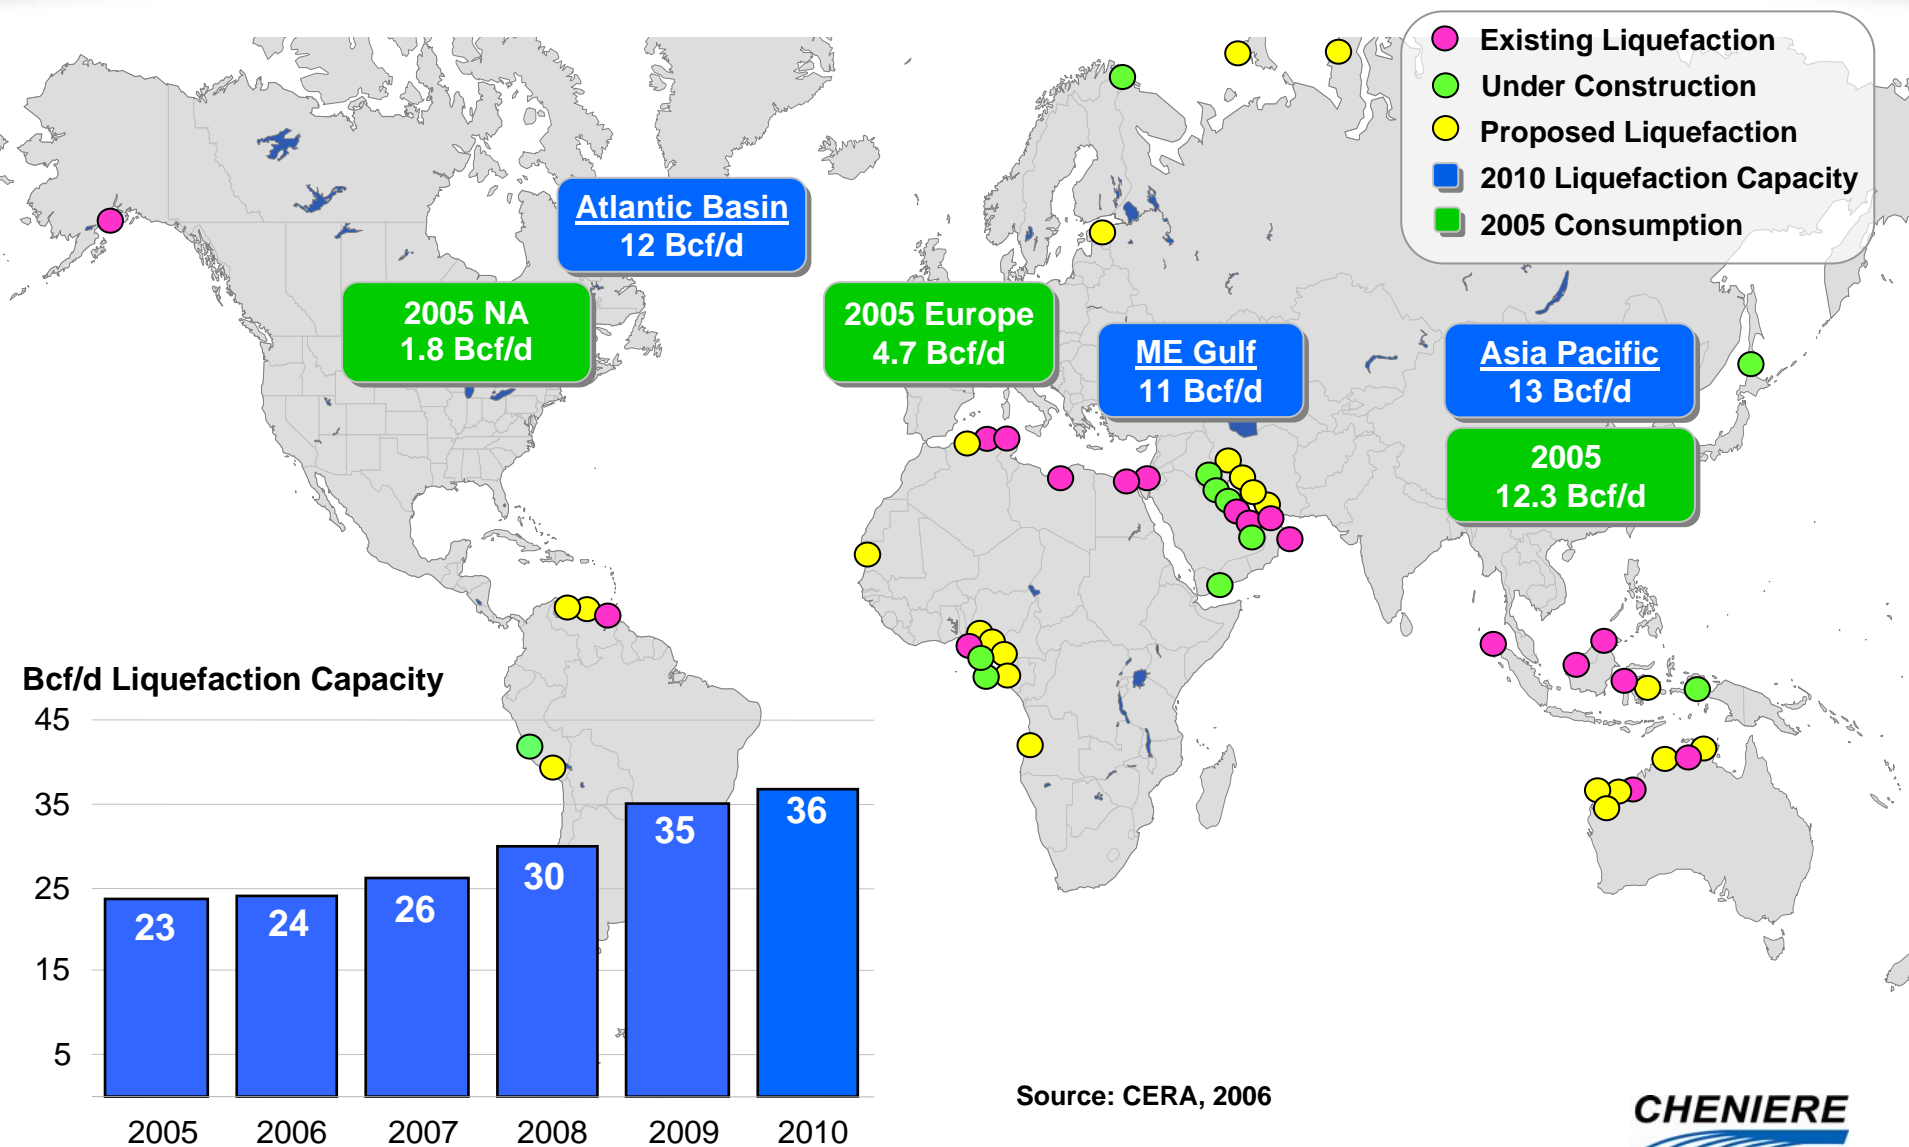 Existing Liquefaction
Under Construction
Proposed Liquefaction
2010 Liquefaction Capacity
2005 Consumption
Atlantic Basin
12 Bcf/d
2005 NA
1.8 Bcf/d
2005 Europe
4.7 Bcf/d
ME Gulf
11 Bcf/d
Asia Pacific
13 Bcf/d
2005
12.3 Bcf/d
Bcf/d Liquefaction Capacity
45
35
25
15
5
23
24
26
30
35
36
2005
2006
2007
2008
2009
2010
Source: CERA, 2006
CHENIERE